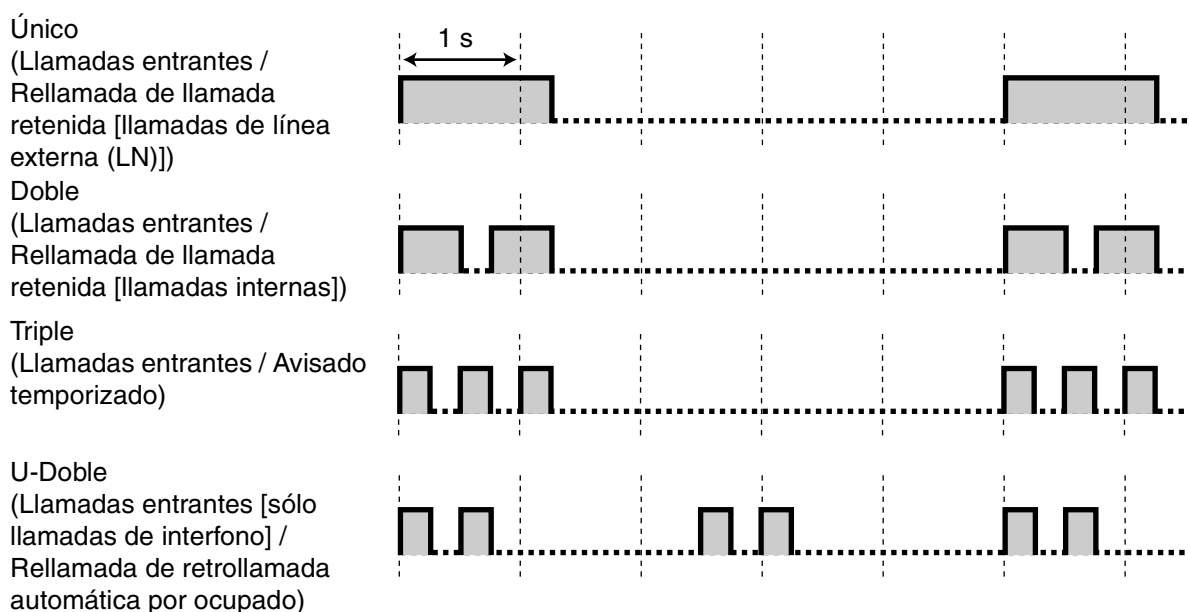 Único
(Llamadas entrantes /
Rellamada de llamada
retenida [llamadas de línea
externa (LN)])
1 s
Doble
(Llamadas entrantes /
Rellamada de llamada
retenida [llamadas internas])
Triple
(Llamadas entrantes / Avisado
temporizado)
U-Doble
(Llamadas entrantes [sólo
llamadas de interfono] /
Rellamada de retrollamada
automática por ocupado)